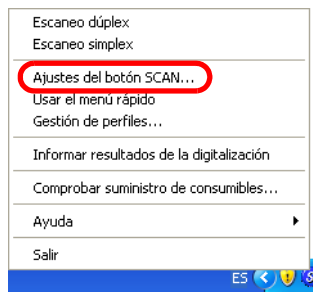 Escaneo dúplex
Escaneo simplex
Ajustes del botón SCAN...
Usar el menú rápido
Gestión de perfiles...
Informar resultados de la digitalización
Comprobar suministro de consumibles...
Ayuda
Salir
ES